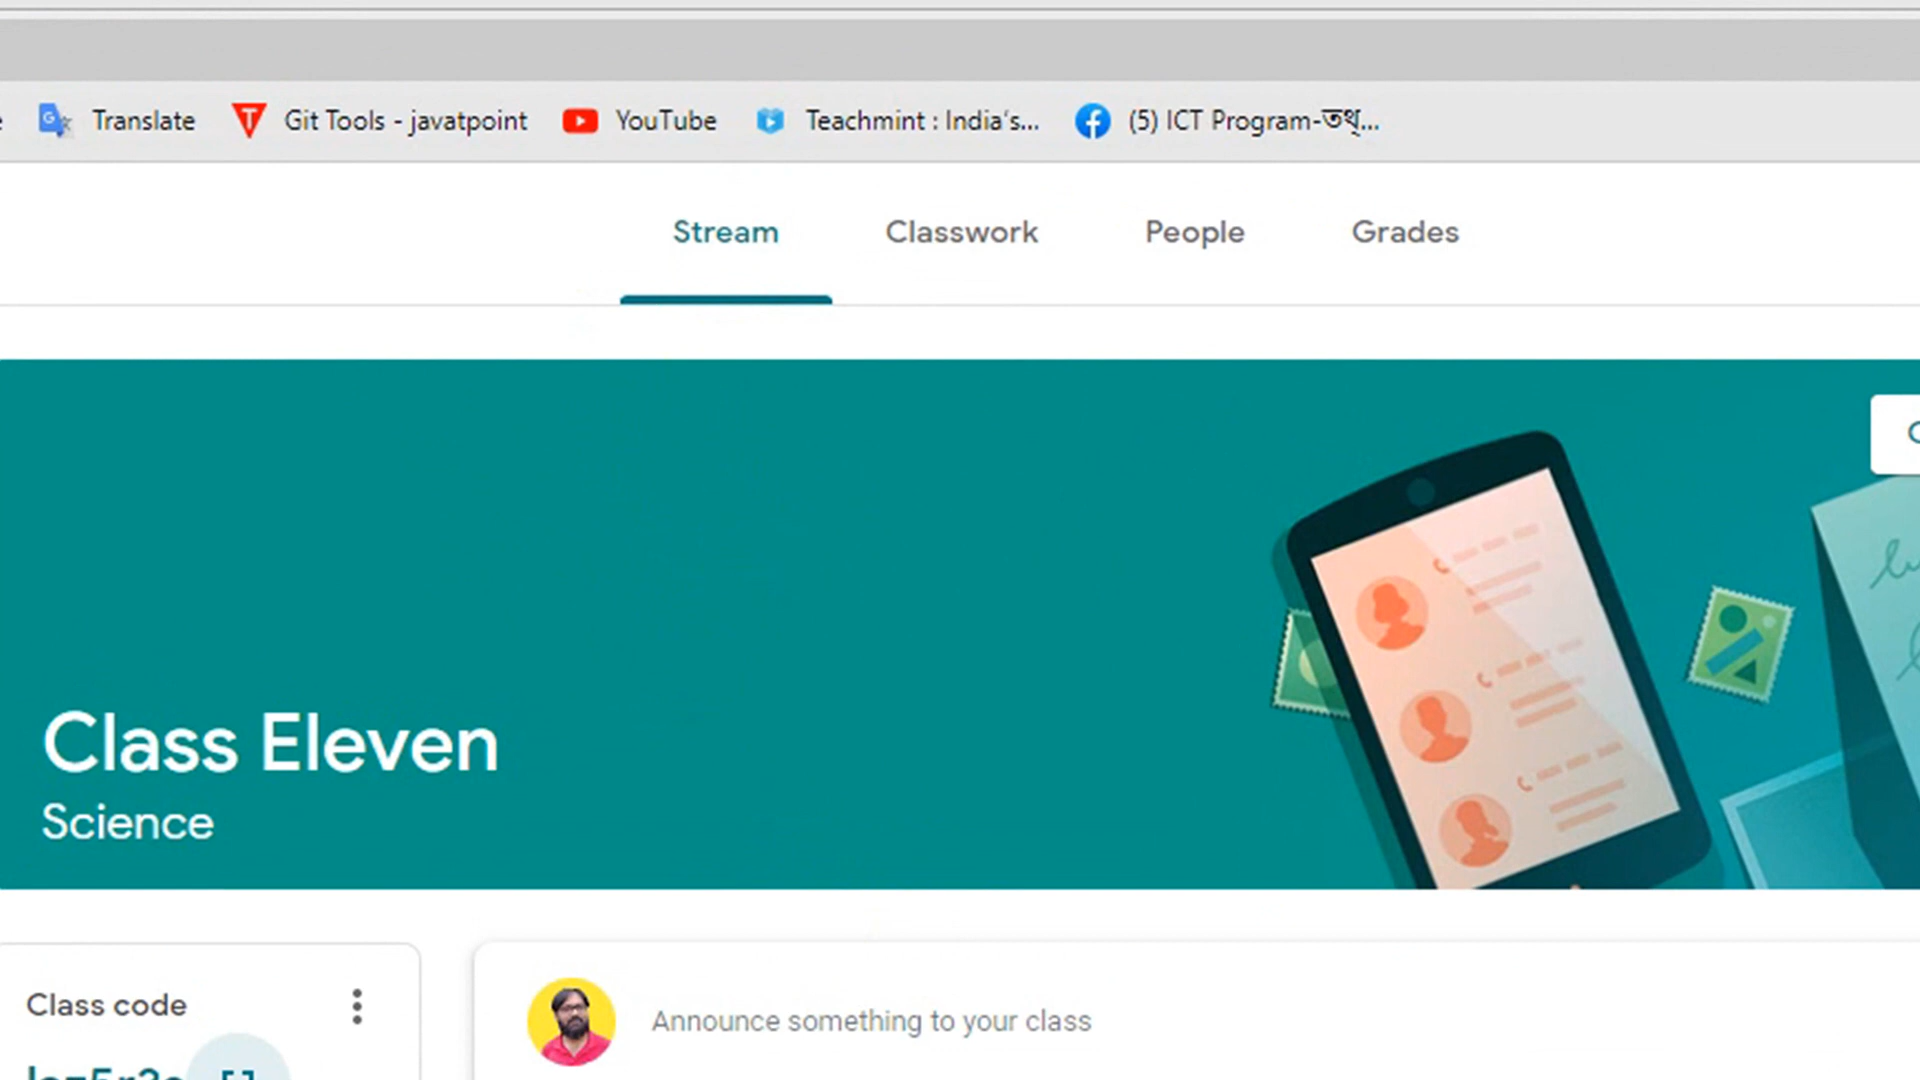 Translate Git Tools - javatpoint YouTube Teachmint : India's... (5) ICT Program-তথ্...
Stream Classwork People Grades
Class Eleven
Science
Class code
Announce something to your class